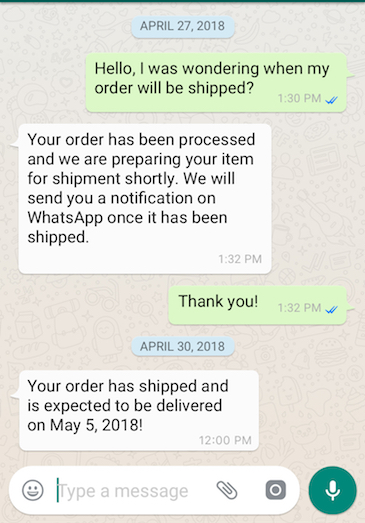 APRIL 27, 2018
Hello, I was wondering when my
order will be shipped?
1:30 PM
Your order has been processed
and we are preparing your item
for shipment shortly. We will
send you a notification on
WhatsApp once it has been
shipped.
1:32 PM
Thank you!
1:32 PM
APRIL 30, 2018
Your order has shipped and
is expected to be delivered
on May 5, 2018!
12:00 PM
Type a message